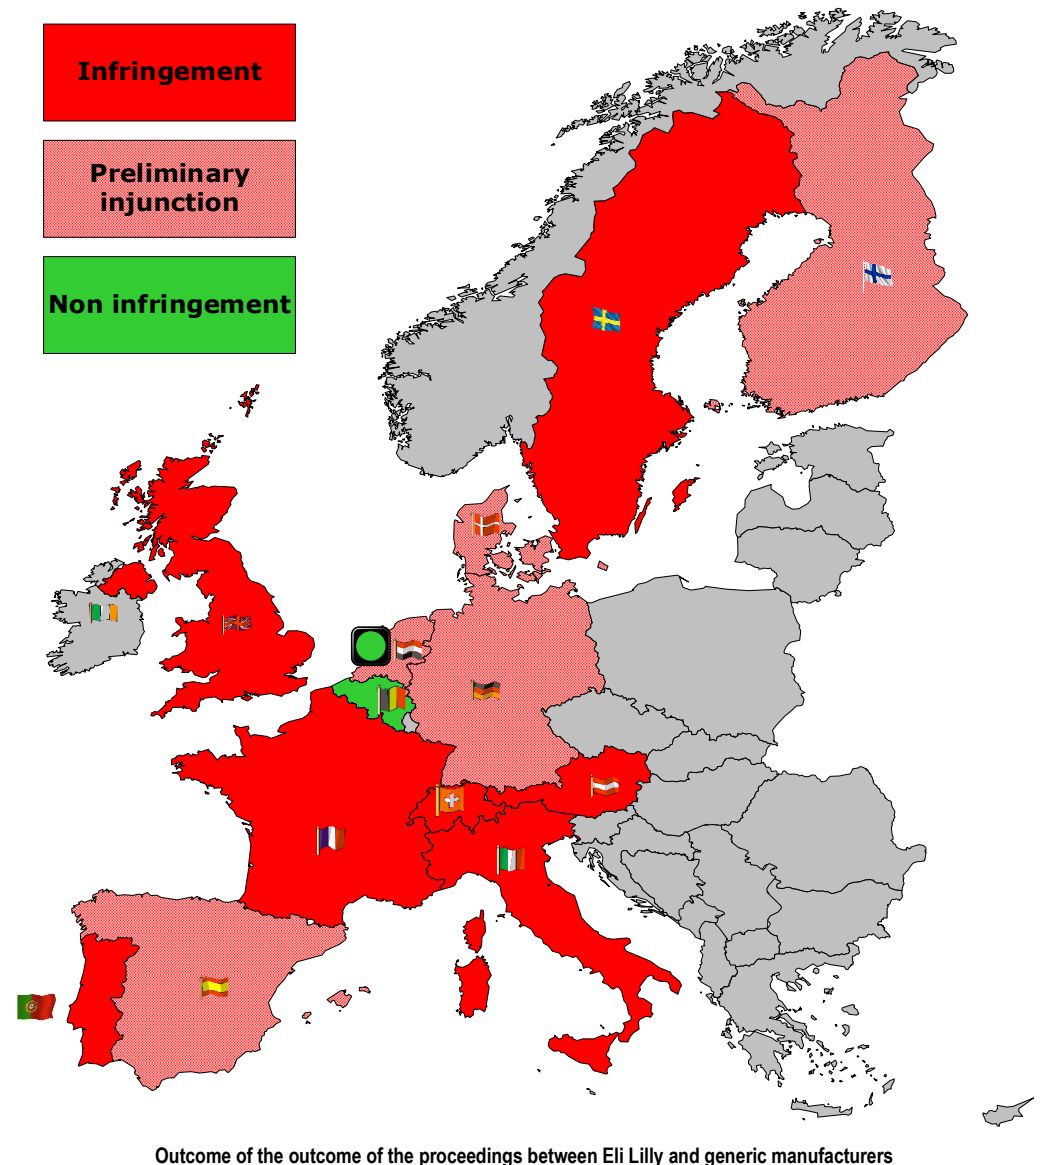 Infringement
Preliminary
injunction
Non infringement
Outcome of the outcome of the proceedings between Eli Lilly and generic manufacturers